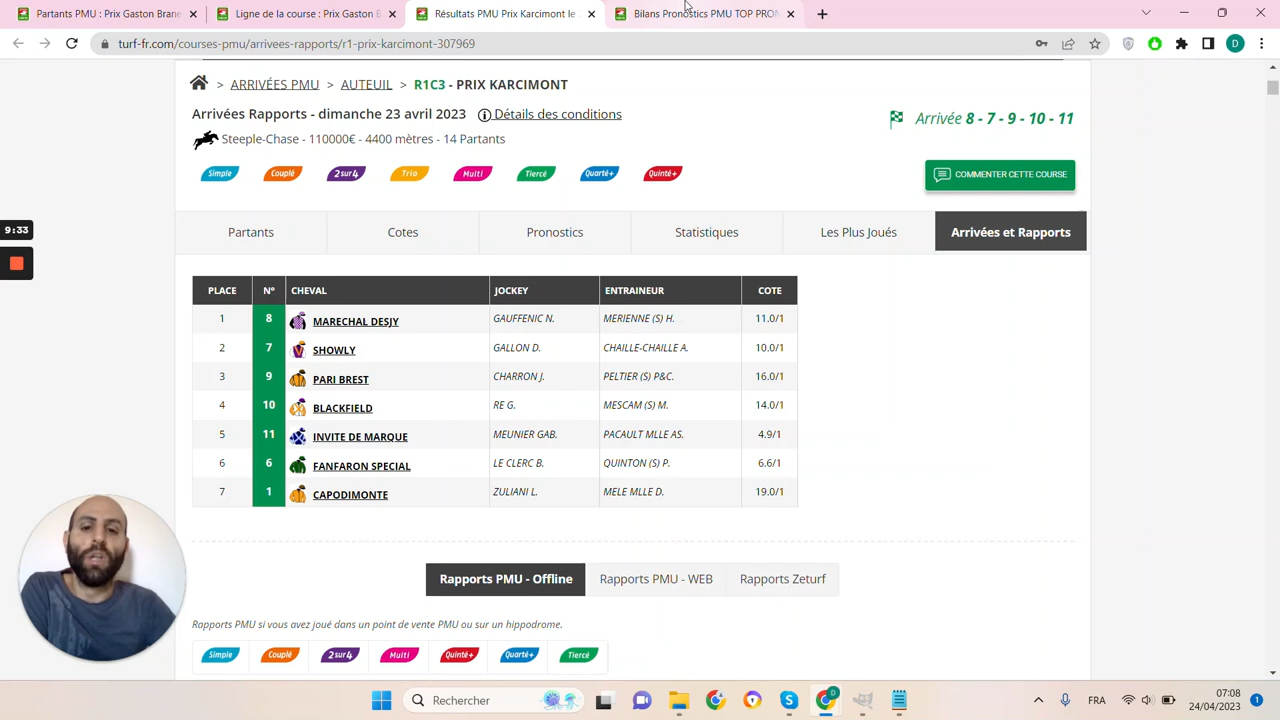 Partants PMU : Prix Gaston Brane
Ligne de la course : Prix Gaston B
Résultats PMU Prix Karcimont le
Bilans Pronostics PMU TOP PRON
turf-fr.com/courses-pmu/arrivees-rapports/r1-prix-karcimont-307969
> ARRIVÉES PMU > AUTEUIL > R1C3 - PRIX KARCIMONT
Arrivées Rapports - dimanche 23 avril 2023 Détails des conditions
Arrivée 8 - 7 - 9 - 10 - 11
Steeple-Chase - 110000€ - 4400 mètres - 14 Partants
Simple Couplé 2sur4 Trio Multi Tiercé Quarté+ Quinté+
COMMENTER CETTE COURSE
9:33
Partants Cotes Pronostics Statistiques Les Plus Joués Arrivées et Rapports
PLACE N° CHEVAL JOCKEY ENTRAINEUR COTE
1 8 MARECHAL DESJY GAUFFENIC N. MERIENNE (S) H. 11.0/1
2 7 SHOWLY GALLON D. CHAILLE-CHAILLE A. 10.0/1
3 9 PARI BREST CHARRON J. PELTIER (S) P&C. 16.0/1
4 10 BLACKFIELD RE G. MESCAM (S) M. 14.0/1
5 11 INVITE DE MARQUE MEUNIER GAB. PACAULT MLLE AS. 4.9/1
6 6 FANFARON SPECIAL LE CLERC B. QUINTON (S) P. 6.6/1
7 1 CAPODIMONTE ZULIANI L. MELE MLLE D. 19.0/1
Rapports PMU - Offline Rapports PMU - WEB Rapports Zeturf
Rapports PMU si vous avez joué dans un point de vente PMU ou sur un hippodrome.
Simple Couplé 2sur4 Multi Quinté+ Quarté+ Tiercé
Rechercher
FRA
07:08
24/04/2023